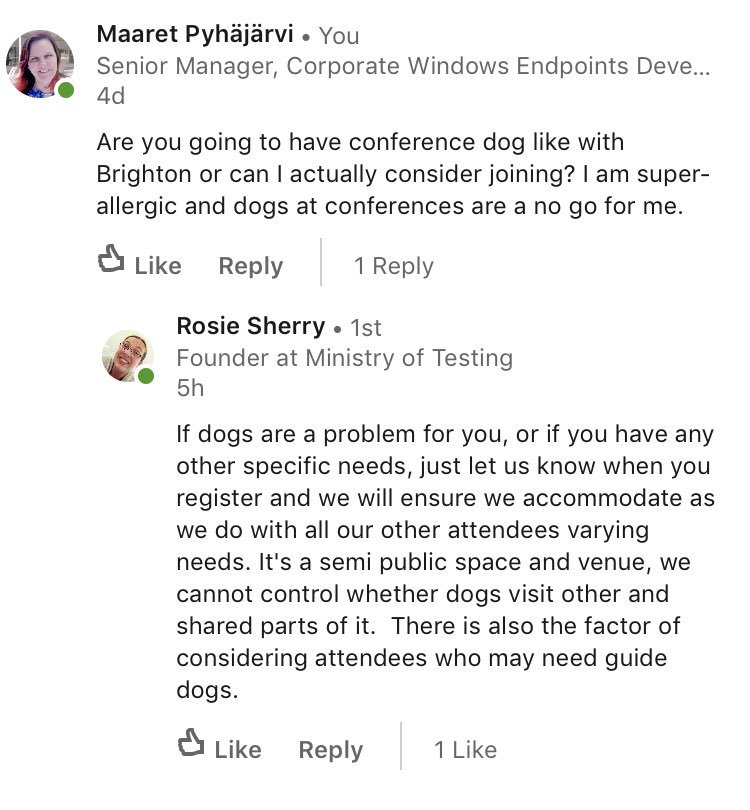 Maaret Pyhäjärvi • You
Senior Manager, Corporate Windows Endpoints Deve...
4d
Are you going to have conference dog like with
Brighton or can I actually consider joining? I am super-
allergic and dogs at conferences are a no go for me.
Like Reply 1 Reply
Rosie Sherry • 1st
Founder at Ministry of Testing
5h
If dogs are a problem for you, or if you have any
other specific needs, just let us know when you
register and we will ensure we accommodate as
we do with all our other attendees varying
needs. It's a semi public space and venue, we
cannot control whether dogs visit other and
shared parts of it.  There is also the factor of
considering attendees who may need guide
dogs.
Like Reply 1 Like